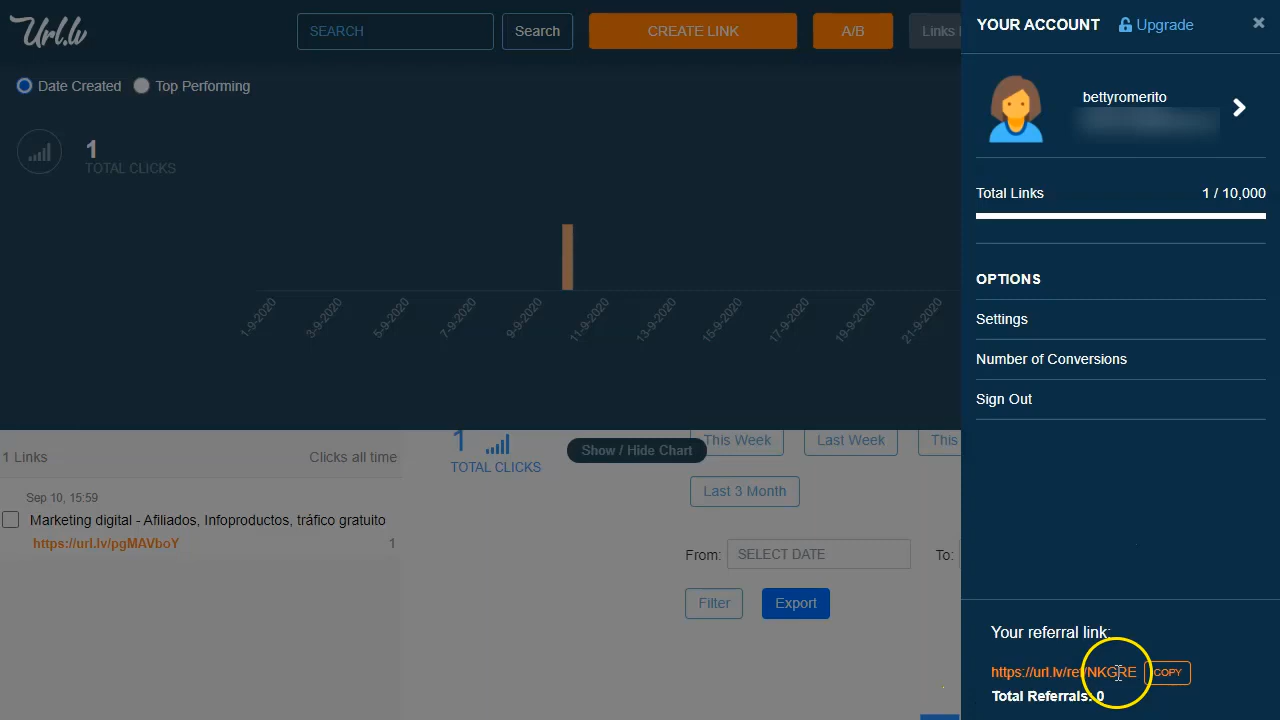 Url.lv
SEARCH
Search
CREATE LINK
A/B
Links
Date Created
Top Performing
1
TOTAL CLICKS
1-9-2020
3-9-2020
5-9-2020
7-9-2020
9-9-2020
11-9-2020
13-9-2020
15-9-2020
17-9-2020
19-9-2020
21-9-2020
1 Links
Clicks all time
Sep 10, 15:59
Marketing digital - Afiliados, Infoproductos, tráfico gratuito
https://url.lv/pgMAVboY
1
1
TOTAL CLICKS
Show / Hide Chart
This Week
Last Week
This
Last 3 Month
From:
SELECT DATE
To:
Filter
Export
YOUR ACCOUNT
Upgrade
×
bettyromerito
Total Links
1 / 10,000
OPTIONS
Settings
Number of Conversions
Sign Out
Your referral link:
https://url.lv/ref/NKGRE
COPY
Total Referrals: 0